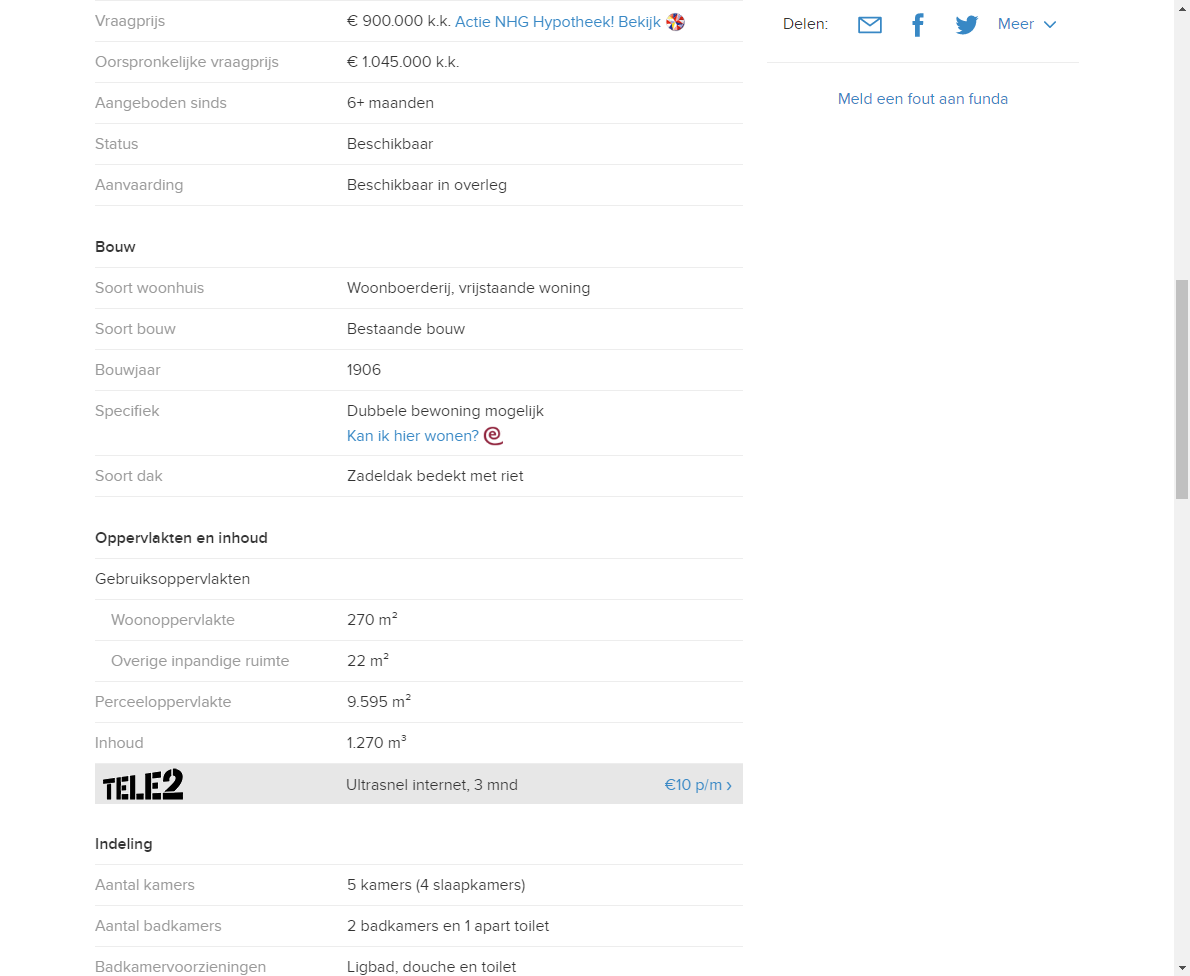 Vraagprijs € 900.000 k.k. Actie NHG Hypotheek! Bekijk
Oorspronkelijke vraagprijs € 1.045.000 k.k.
Aangeboden sinds 6+ maanden
Status Beschikbaar
Aanvaarding Beschikbaar in overleg
Bouw
Soort woonhuis Woonboerderij, vrijstaande woning
Soort bouw Bestaande bouw
Bouwjaar 1906
Specifiek Dubbele bewoning mogelijk
Kan ik hier wonen? e
Soort dak Zadeldak bedekt met riet
Oppervlakten en inhoud
Gebruiksoppervlakten
Woonoppervlakte 270 m²
Overige inpandige ruimte 22 m²
Perceeloppervlakte 9.595 m²
Inhoud 1.270 m³
TELE2 Ultrasnel internet, 3 mnd €10 p/m ›
Indeling
Aantal kamers 5 kamers (4 slaapkamers)
Aantal badkamers 2 badkamers en 1 apart toilet
Badkamervoorzieningen Ligbad, douche en toilet
Delen: Meer
Meld een fout aan funda